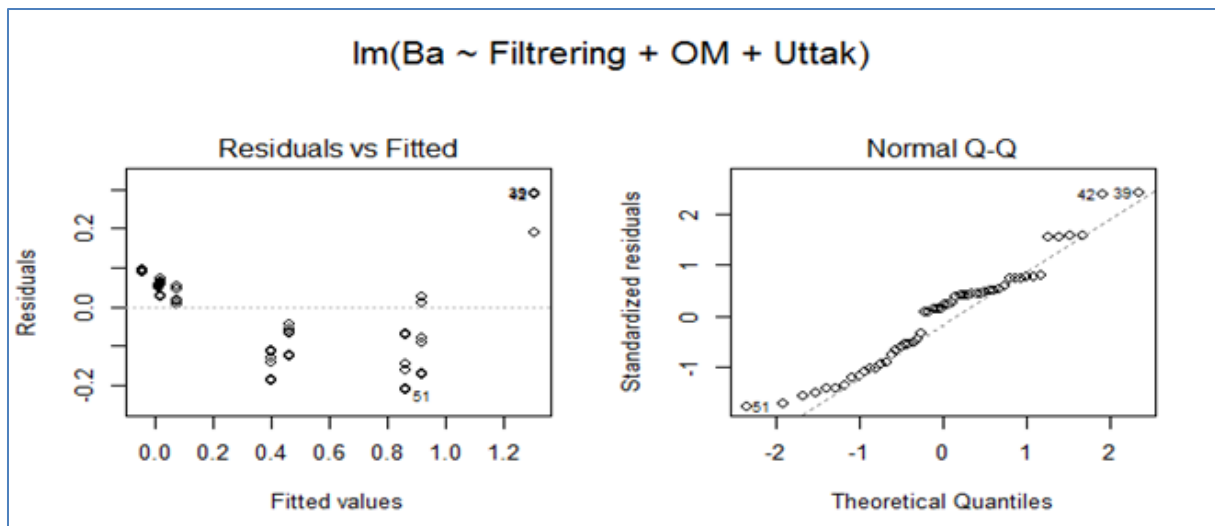 lm(Ba ~ Filtrering + OM + Uttak)
Residuals vs Fitted
Residuals
0.2
0.0
-0.2
39
42
51
0.0 0.2 0.4 0.6 0.8 1.0 1.2
Fitted values
Normal Q-Q
Standardized residuals
2
1
0
-1
42 39
51
-2 -1 0 1 2
Theoretical Quantiles